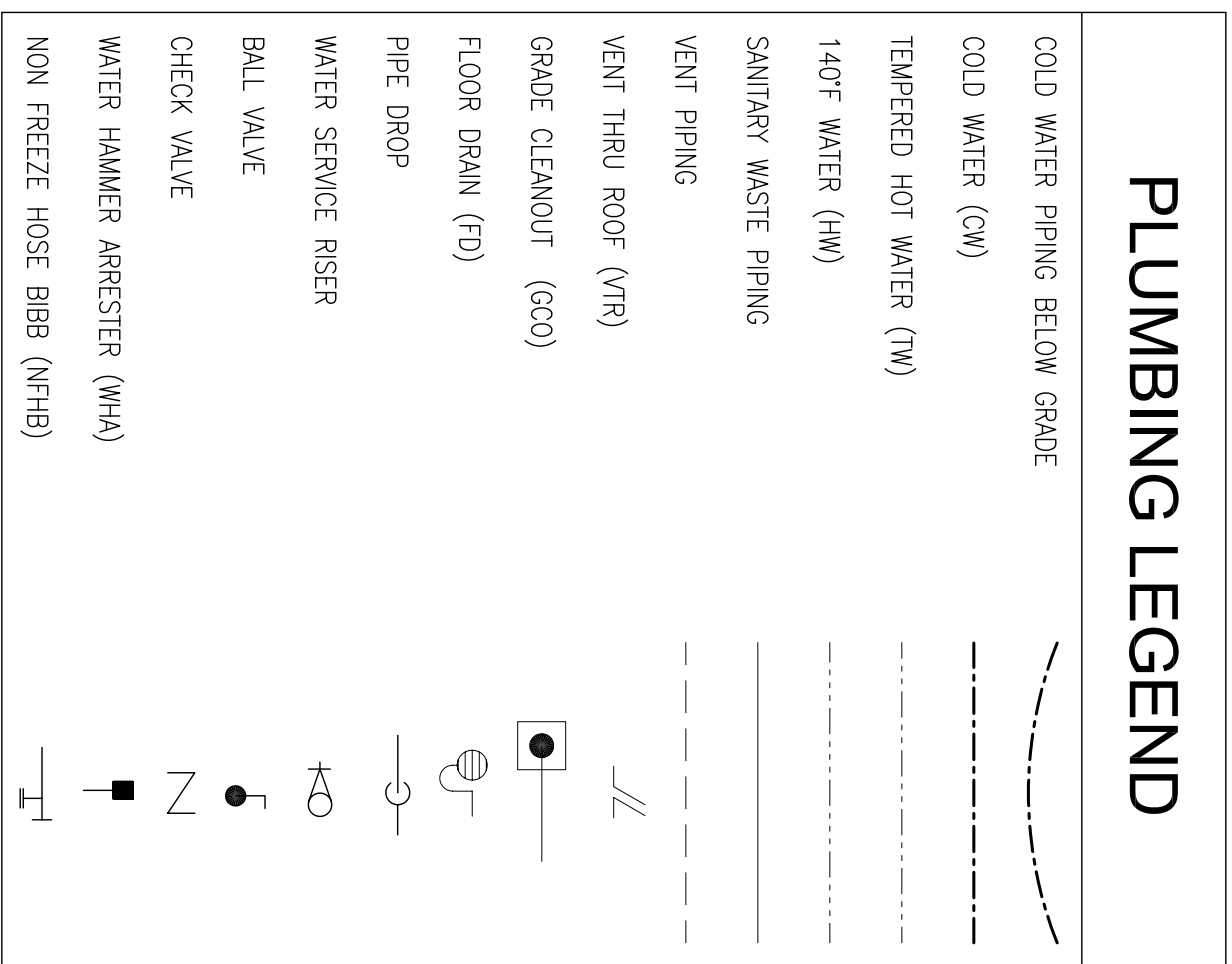 PLUMBING LEGEND
COLD WATER PIPING BELOW GRADE
COLD WATER (CW)
TEMPERED HOT WATER (TW)
140°F WATER (HW)
SANITARY WASTE PIPING
VENT PIPING
VENT THRU ROOF (VTR)
GRADE CLEANOUT (GCO)
FLOOR DRAIN (FD)
PIPE DROP
WATER SERVICE RISER
BALL VALVE
CHECK VALVE
WATER HAMMER ARRESTER (WHA)
NON FREEZE HOSE BIBB (NFHB)